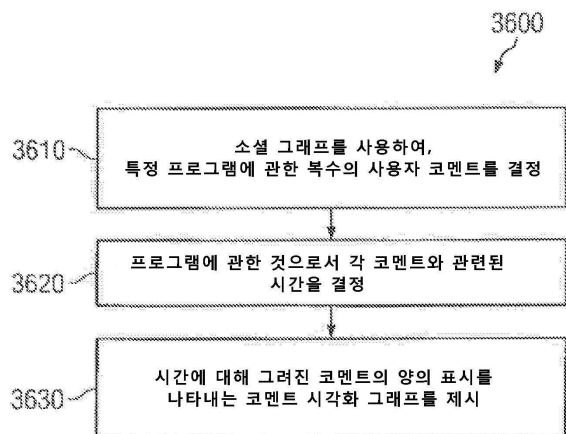 3600
3610
소셜 그래프를 사용하여,
특정 프로그램에 관한 복수의 사용자 코멘트를 결정
3620
프로그램에 관한 것으로서 각 코멘트와 관련된
시간을 결정
3630
시간에 대해 그려진 코멘트의 양의 표시를
나타내는 코멘트 시각화 그래프를 제시